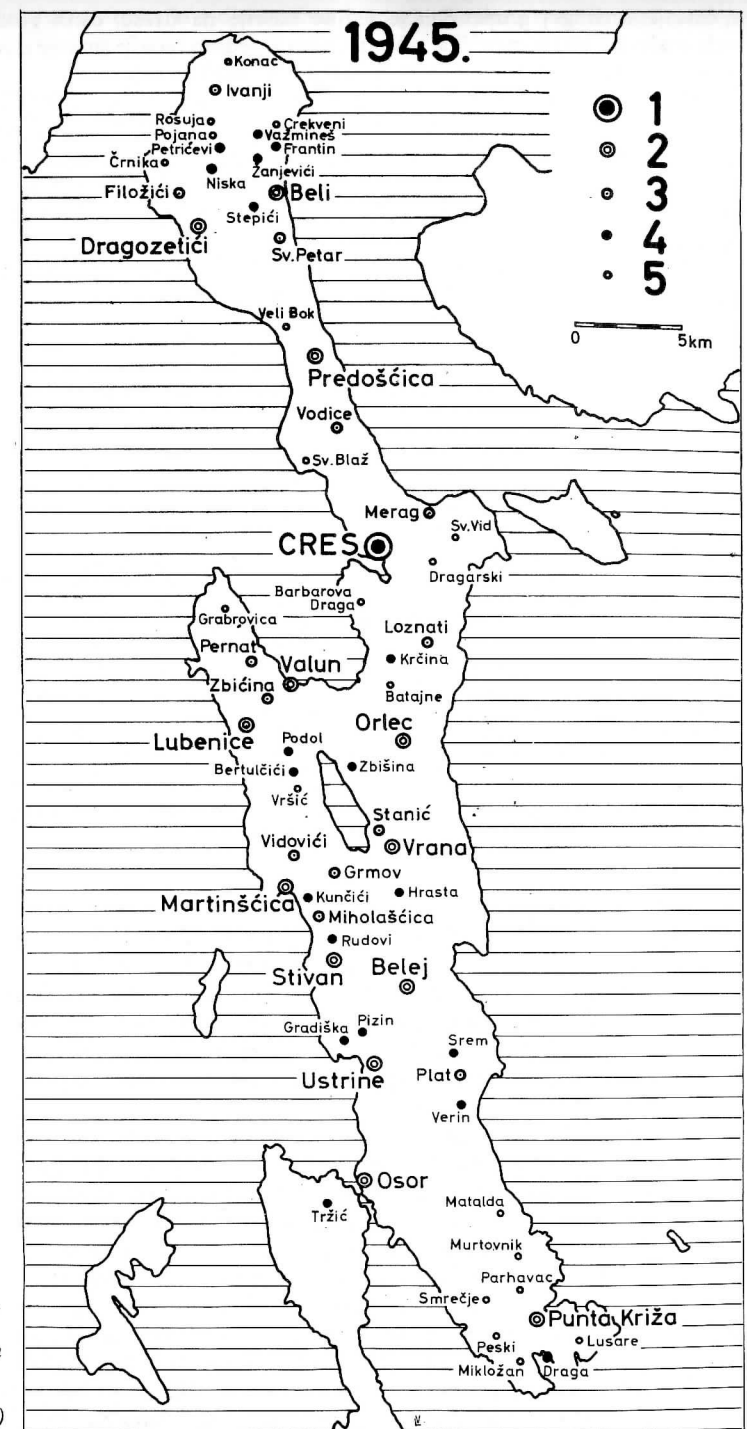 1945.
Konac
Ivanji
Rosuja
Crekveni
Pojana
Važmineš
Petrićevi
Frantin
Črnika
Žanjevići
Niska
Filožići
Beli
Stepići
Dragozetići
Sv. Petar
Veli Bok
Predošćica
Vodice
Sv. Blaž
Merag
Sv. Vid
CRES
Dragarski
Barbarova
Draga
Grabrovica
Loznati
Pernat
Krčina
Valun
Zbićina
Batajne
Orlec
Lubenice
Podol
Zbišina
Bertulčići
Vršić
Stanić
Vidovići
Vrana
Grmov
Martinšćica
Kunčići
Hrasta
Miholašćica
Rudovi
Stivan
Belej
Gradiška
Pizin
Srem
Ustrine
Plat
Verin
Osor
Tržić
Matalda
Murtovnik
Parhavac
Smrečje
Punta Križa
Peski
Lusare
Mikložan
Draga
1
2
3
4
5
0 5km